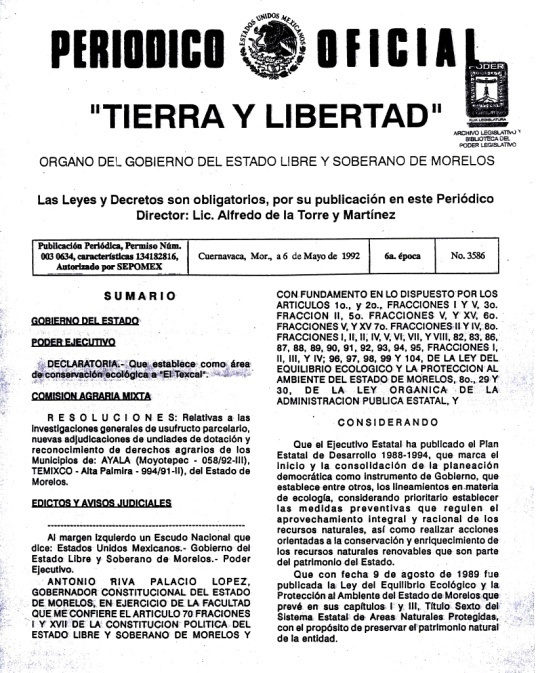 ESTADOS UNIDOS MEXICANOS
PERIODICO OFICIAL
PODER
ARCHIVO LEGISLATIVO Y
BIBLIOTECA DEL
PODER LEGISLATIVO
"TIERRA Y LIBERTAD"
ORGANO DEL GOBIERNO DEL ESTADO LIBRE Y SOBERANO DE MORELOS
Las Leyes y Decretos son obligatorios, por su publicación en este Periódico
Director: Lic. Alfredo de la Torre y Martínez
Publicación Periódica, Permiso Núm.
003 0634, características 134182816,
Autorizado por SEPOMEX
Cuernavaca, Mor., a 6 de Mayo de 1992
6a. época
No. 3586
SUMARIO
GOBIERNO DEL ESTADO
PODER EJECUTIVO
DECLARATORIA.- Que establece como área
de conservación ecológica a "El Texcal".
COMISION AGRARIA MIXTA
RESOLUCIONES: Relativas a las
investigaciones generales de usufructo parcelario,
nuevas adjudicaciones de undiades de dotación y
reconocimiento de derechos agrarios de los
Municipios de: AYALA (Moyotepec - 058/92-III),
TEMIXCO - Alta Palmira - 994/91-II), del Estado de
Morelos.
EDICTOS Y AVISOS JUDICIALES
Al margen Izquierdo un Escudo Nacional que
dice: Estados Unidos Mexicanos.- Gobierno del
Estado Libre y Soberano de Morelos.- Poder
Ejecutivo.
ANTONIO RIVA PALACIO LOPEZ,
GOBERNADOR CONSTITUCIONAL DEL ESTADO
DE MORELOS, EN EJERCICIO DE LA FACULTAD
QUE ME CONFIERE EL ARTICULO 70 FRACIONES
I Y XVII DE LA CONSTITUCION POLITICA DEL
ESTADO LIBRE Y SOBERANO DE MORELOS Y
CON FUNDAMENTO EN LO DISPUESTO POR LOS
ARTICULOS 1o., y 2o., FRACCIONES I Y V, 3o.
FRACCION II, 5o. FRACCIONES V, Y XV, 6o.
FRACCIONES V, Y XV 7o. FRACCIONES II Y IV, 8o.
FRACCIONES I, II, II, IV, V, VI, VII, Y VIII, 82, 83, 86,
87, 88, 89, 90, 91, 92, 93, 94, 95, FRACCIONES I,
II, III, Y IV; 96, 97, 98, 99 Y 104, DE LA LEY DEL
EQUILIBRIO ECOLOGICO Y LA PROTECCION AL
AMBIENTE DEL ESTADO DE MORELOS, 8o., 29 Y
30, DE LA LEY ORGANICA DE LA
ADMINISTRACION PUBLICA ESTATAL, Y
CONSIDERANDO
Que el Ejecutivo Estatal ha publicado el Plan
Estatal de Desarrollo 1988-1994, que marca el
inicio y la consolidación de la planeación
democrática como instrumento de Gobierno, que
establece entre otros, los lineamientos en materia
de ecología, considerando prioritario establecer
las medidas preventivas que regulen el
aprovechamiento integral y racional de los
recursos naturales, así como realizar acciones
orientadas a la conservación y enriquecimiento de
los recursos naturales renovables que son parte
del patrimonio del Estado.
Que con fecha 9 de agosto de 1989 fue
publicada la Ley del Equilibrio Ecológico y la
Protección al Ambiente del Estado de Morelos que
prevé en sus capítulos I y III, Título Sexto del
Sistema Estatal de Areas Naturales Protegidas,
con el propósito de preservar el patrimonio natural
de la entidad.